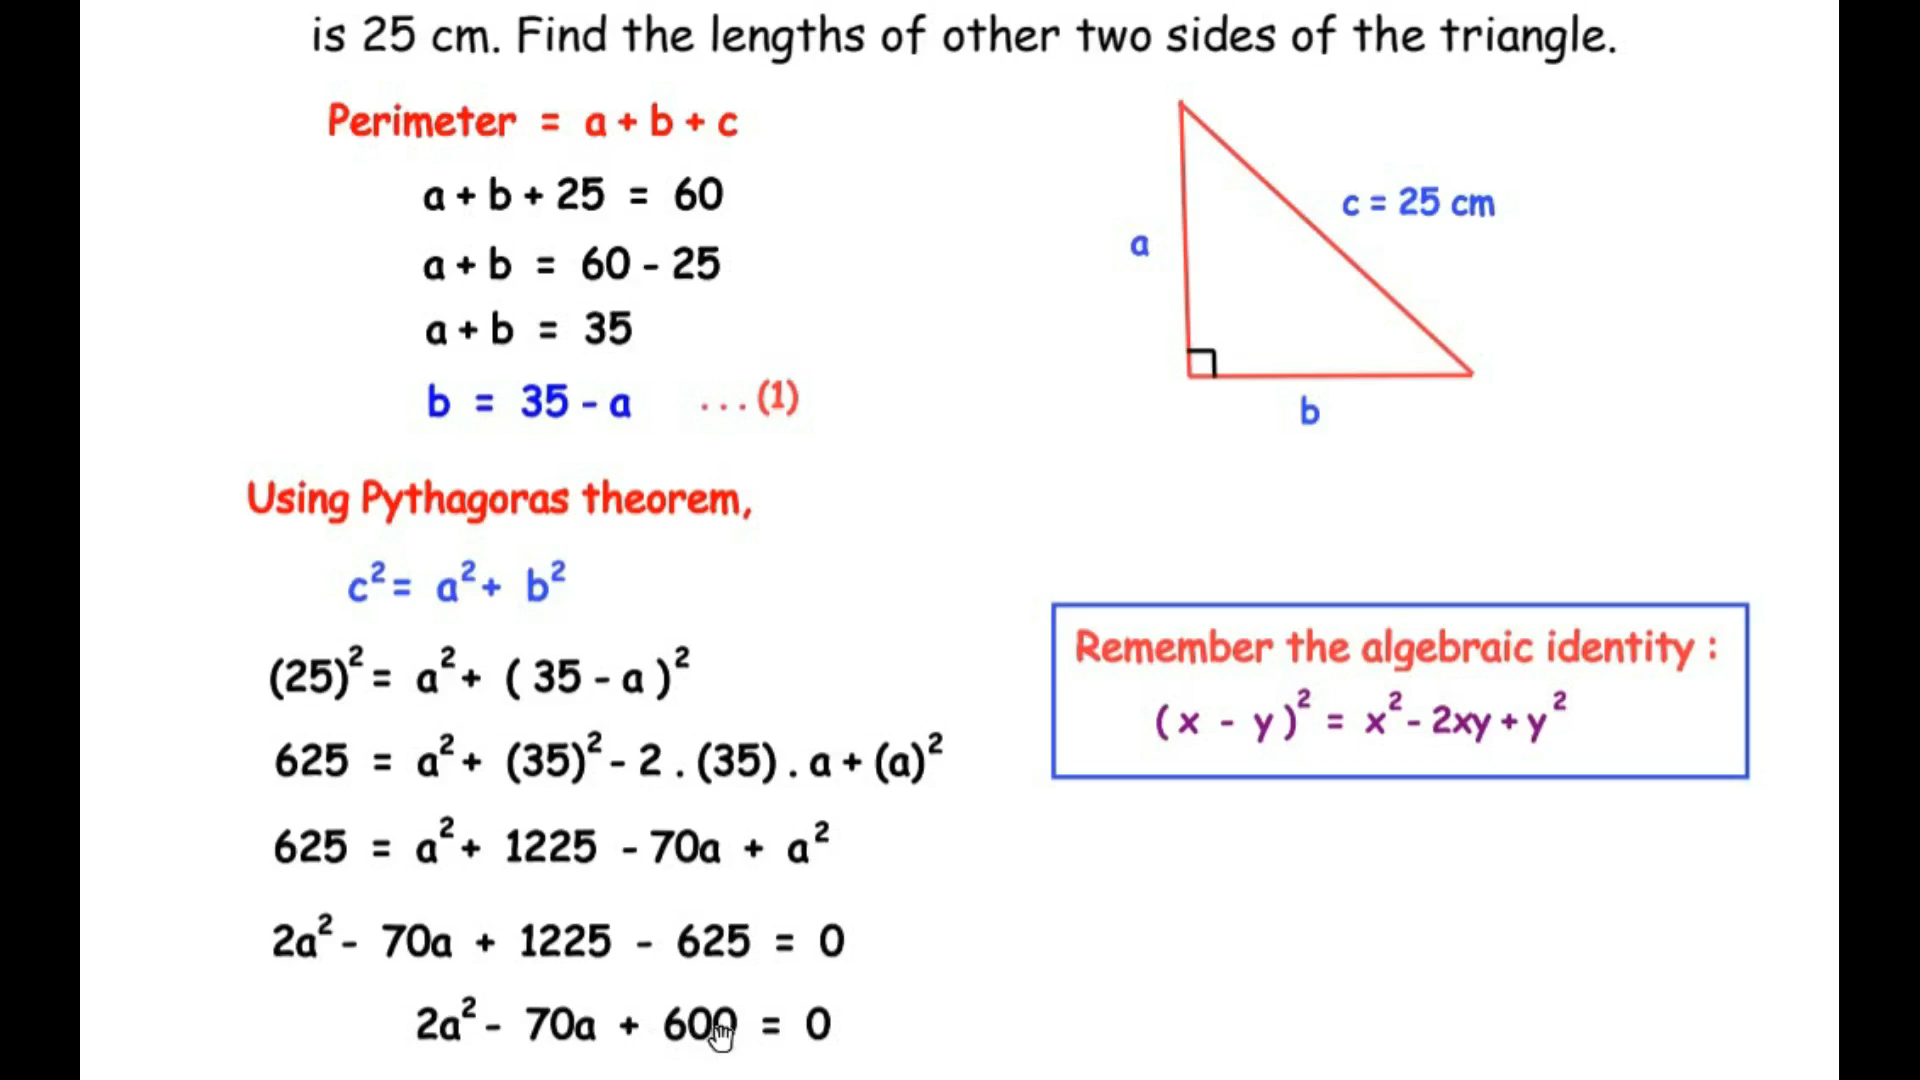 is 25 cm. Find the lengths of other two sides of the triangle.
Perimeter = a + b + c
a + b + 25 = 60
a + b = 60 - 25
a + b = 35
b = 35 - a ...(1)
a
c = 25 cm
b
Using Pythagoras theorem,
c² = a² + b²
(25)² = a² + ( 35 - a )²
625 = a² + (35)² - 2 . (35) . a + (a)²
625 = a² + 1225 - 70a + a²
2a² - 70a + 1225 - 625 = 0
2a² - 70a + 600 = 0
Remember the algebraic identity :
( x - y )² = x² - 2xy + y²